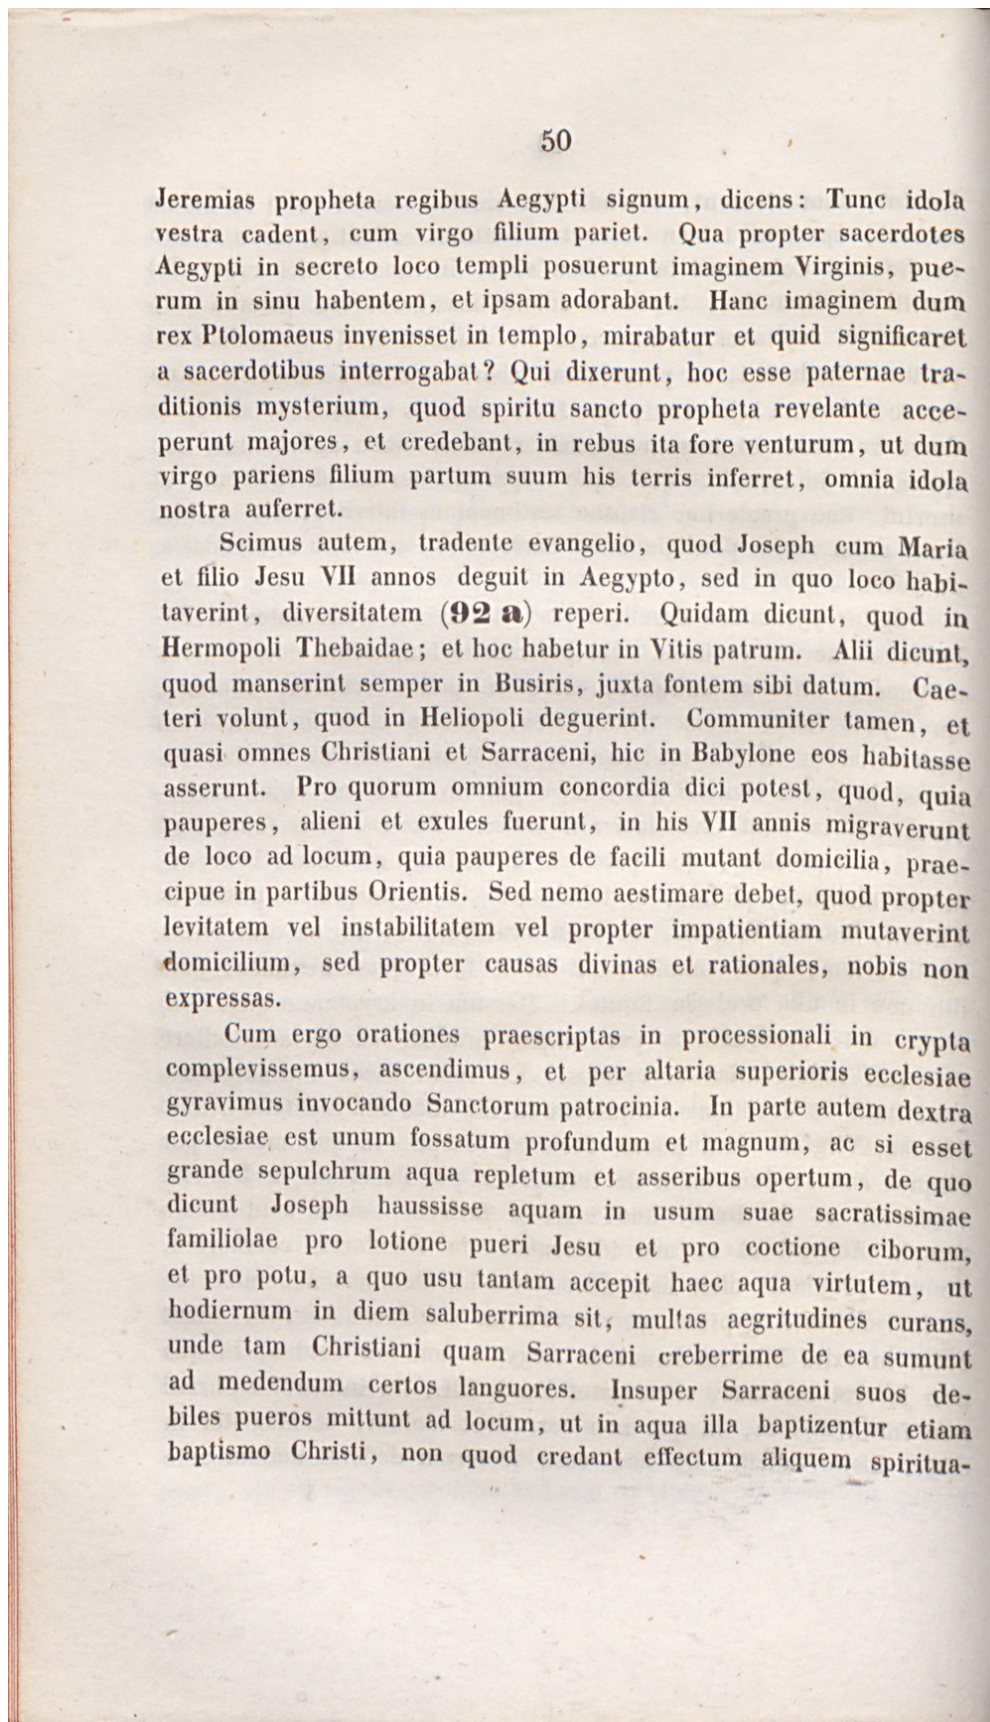 50
Jeremias propheta regibus Aegypti signum, dicens: Tunc idola
vestra cadent, cum virgo filium pariet. Qua propter sacerdotes
Aegypti in secreto loco templi posuerunt imaginem Virginis, pue-
rum in sinu habentem, et ipsam adorabant. Hanc imaginem dum
rex Ptolomaeus invenisset in templo, mirabatur et quid significaret
a sacerdotibus interrogabat? Qui dixerunt, hoc esse paternae tra-
ditionis mysterium, quod spiritu sancto propheta revelante acce-
perunt majores, et credebant, in rebus ita fore venturum, ut dum
virgo pariens filium partum suum his terris inferret, omnia idola
nostra auferret.
Scimus autem, tradente evangelio, quod Joseph cum Maria
et filio Jesu VII annos deguit in Aegypto, sed in quo loco habi-
taverint, diversitatem (92 a) reperi. Quidam dicunt, quod in
Hermopoli Thebaidae; et hoc habetur in Vitis patrum. Alii dicunt,
quod manserint semper in Busiris, juxta fontem sibi datum. Cae-
teri volunt, quod in Heliopoli deguerint. Communiter tamen, et
quasi omnes Christiani et Sarraceni, hic in Babylone eos habitasse
asserunt. Pro quorum omnium concordia dici potest, quod, quia
pauperes, alieni et exules fuerunt, in his VII annis migraverunt
de loco ad locum, quia pauperes de facili mutant domicilia, prae-
cipue in partibus Orientis. Sed nemo aestimare debet, quod propter
levitatem vel instabilitatem vel propter impatientiam mutaverint
domicilium, sed propter causas divinas et rationales, nobis non
expressas.
Cum ergo orationes praescriptas in processionali in crypta
complevissemus, ascendimus, et per altaria superioris ecclesiae
gyravimus invocando Sanctorum patrocinia. In parte autem dextra
ecclesiae est unum fossatum profundum et magnum, ac si esset
grande sepulchrum aqua repletum et asseribus opertum, de quo
dicunt Joseph haussisse aquam in usum suae sacratissimae
familiolae pro lotione pueri Jesu et pro coctione ciborum,
et pro potu, a quo usu tantam accepit haec aqua virtutem, ut
hodiernum in diem saluberrima sit, multas aegritudines curans,
unde tam Christiani quam Sarraceni creberrime de ea sumunt
ad medendum certos languores. Insuper Sarraceni suos de-
biles pueros mittunt ad locum, ut in aqua illa baptizentur etiam
baptismo Christi, non quod credant effectum aliquem spiritua-